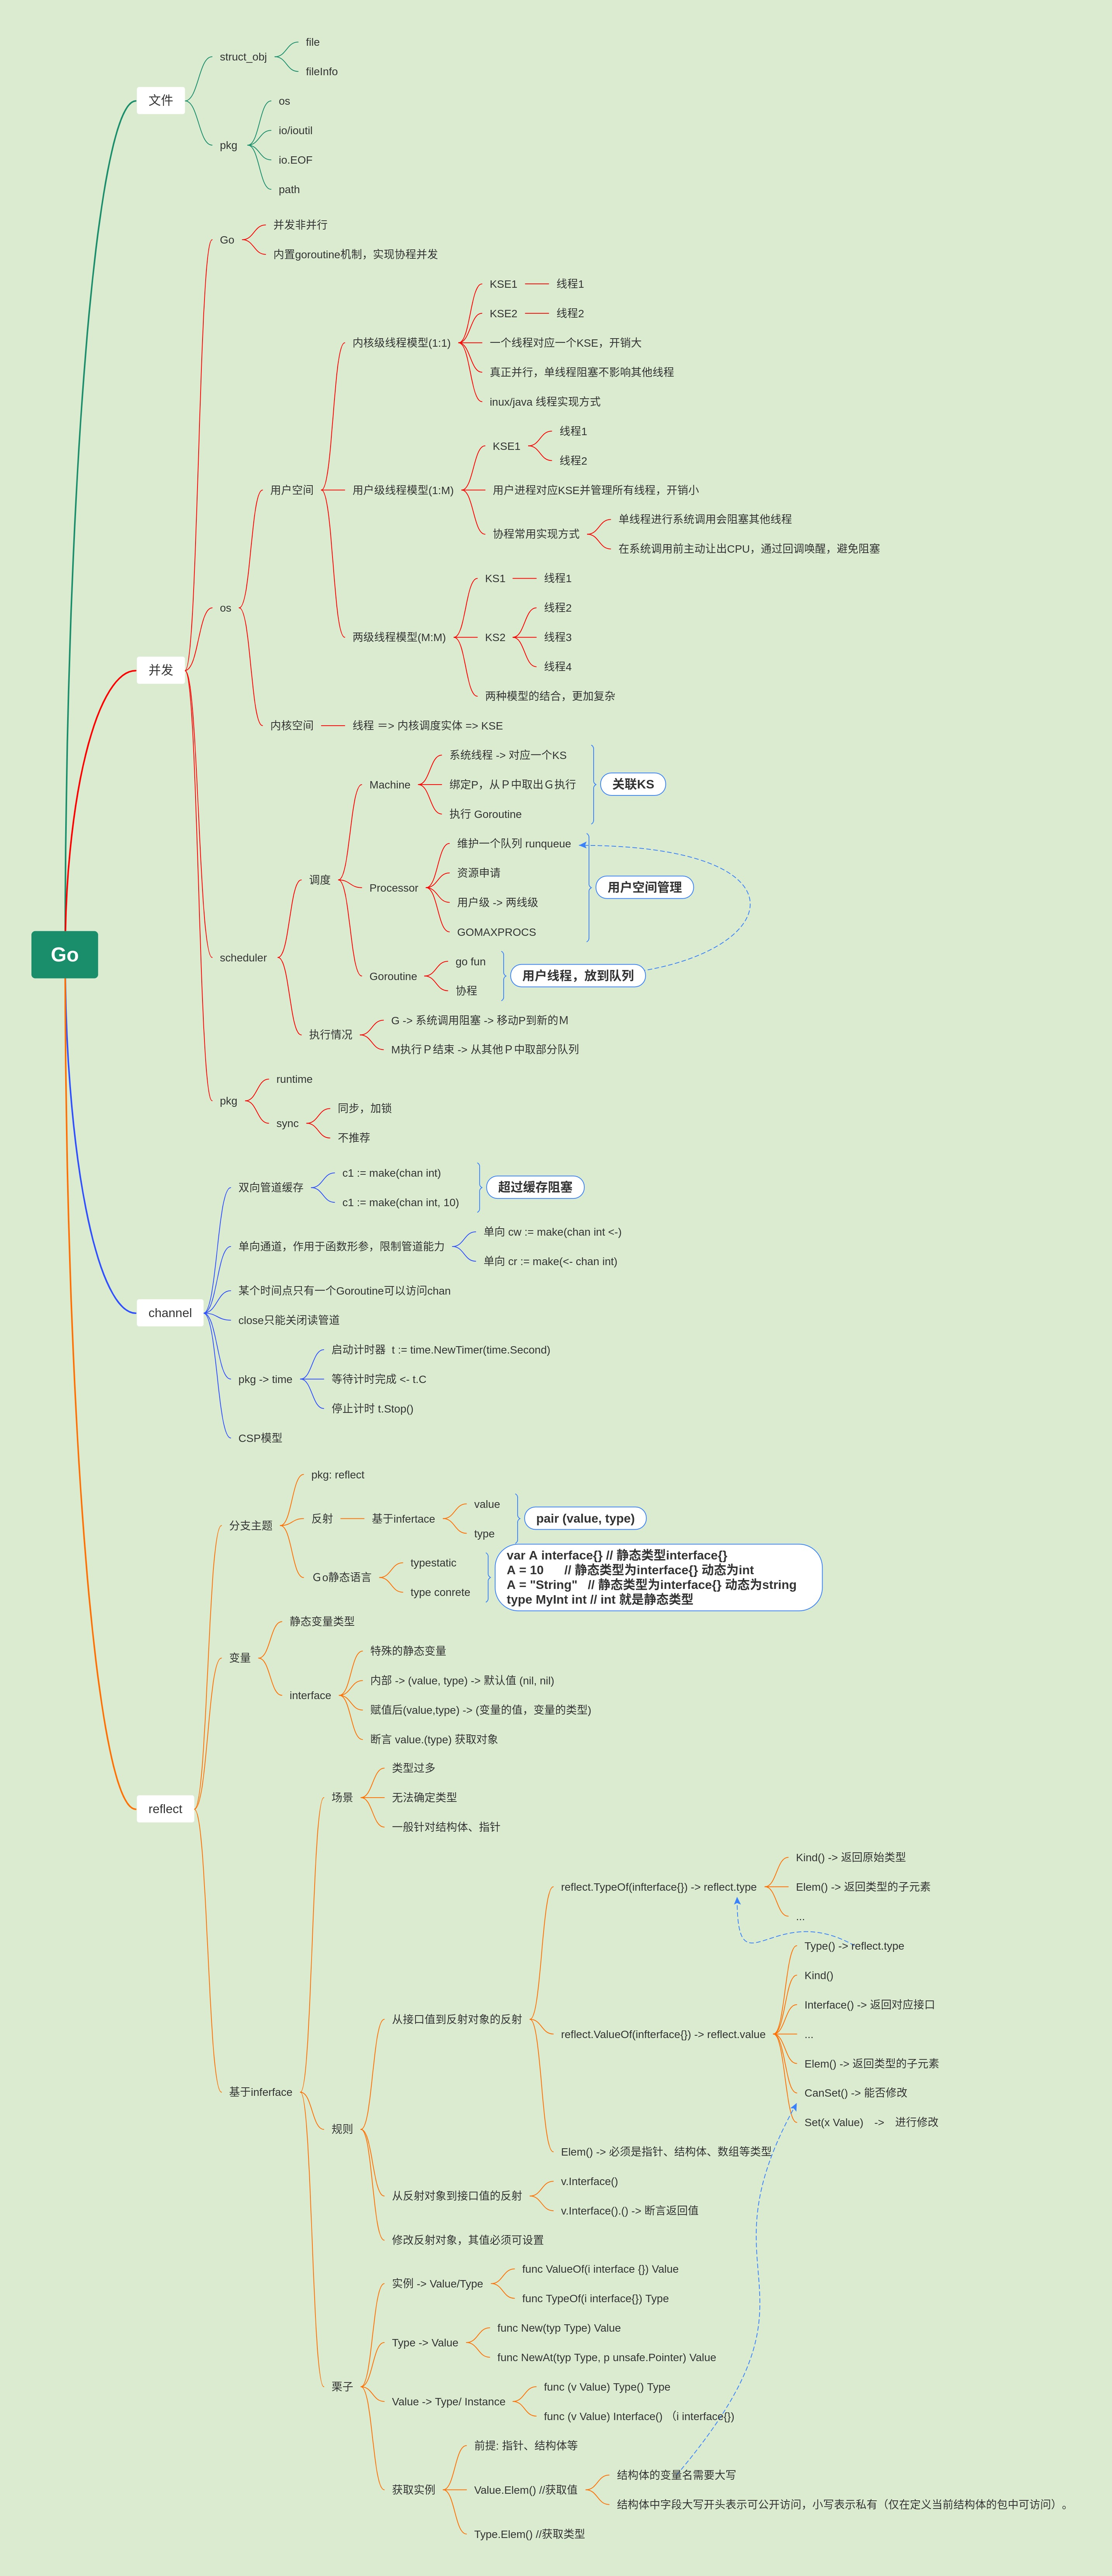 Go
文件
struct_obj
file
fileInfo
pkg
os
io/ioutil
io.EOF
path
并发
Go
并发非并行
内置goroutine机制，实现协程并发
os
用户空间
内核级线程模型(1:1)
KSE1
线程1
KSE2
线程2
一个线程对应一个KSE，开销大
真正并行，单线程阻塞不影响其他线程
inux/java 线程实现方式
用户级线程模型(1:M)
KSE1
线程1
线程2
用户进程对应KSE并管理所有线程，开销小
协程常用实现方式
单线程进行系统调用会阻塞其他线程
在系统调用前主动让出CPU，通过回调唤醒，避免阻塞
两级线程模型(M:M)
KS1
线程1
KS2
线程2
线程3
线程4
两种模型的结合，更加复杂
内核空间
线程 ＝> 内核调度实体 => KSE
scheduler
调度
Machine
系统线程 -> 对应一个KS
绑定P，从Ｐ中取出Ｇ执行
执行 Goroutine
关联KS
Processor
维护一个队列 runqueue
资源申请
用户级 -> 两线级
GOMAXPROCS
用户空间管理
Goroutine
go fun
协程
用户线程，放到队列
执行情况
G -> 系统调用阻塞 -> 移动P到新的Ｍ
M执行Ｐ结束 -> 从其他Ｐ中取部分队列
pkg
runtime
sync
同步，加锁
不推荐
channel
双向管道缓存
c1 := make(chan int)
c1 := make(chan int, 10)
超过缓存阻塞
单向通道，作用于函数形参，限制管道能力
单向 cw := make(chan int <-)
单向 cr := make(<- chan int)
某个时间点只有一个Goroutine可以访问chan
close只能关闭读管道
pkg -> time
启动计时器 t := time.NewTimer(time.Second)
等待计时完成 <- t.C
停止计时 t.Stop()
CSP模型
reflect
分支主题
pkg: reflect
反射
基于infertace
value
type
pair (value, type)
Ｇo静态语言
typestatic
type conrete
var A interface{} // 静态类型interface{}
A = 10 // 静态类型为interface{} 动态为int
A = "String" // 静态类型为interface{} 动态为string
type MyInt int // int 就是静态类型
变量
静态变量类型
interface
特殊的静态变量
内部 -> (value, type) -> 默认值 (nil, nil)
赋值后(value,type) -> (变量的值，变量的类型)
断言 value.(type) 获取对象
基于inferface
场景
类型过多
无法确定类型
一般针对结构体、指针
规则
从接口值到反射对象的反射
reflect.TypeOf(infterface{}) -> reflect.type
Kind() -> 返回原始类型
Elem() -> 返回类型的子元素
...
reflect.ValueOf(infterface{}) -> reflect.value
Type() -> reflect.type
Kind()
Interface() -> 返回对应接口
...
Elem() -> 返回类型的子元素
CanSet() -> 能否修改
Set(x Value) -> 进行修改
Elem() -> 必须是指针、结构体、数组等类型
从反射对象到接口值的反射
v.Interface()
v.Interface().() -> 断言返回值
修改反射对象，其值必须可设置
栗子
实例 -> Value/Type
func ValueOf(i interface {}) Value
func TypeOf(i interface{}) Type
Type -> Value
func New(typ Type) Value
func NewAt(typ Type, p unsafe.Pointer) Value
Value -> Type/ Instance
func (v Value) Type() Type
func (v Value) Interface() （i interface{})
获取实例
前提: 指针、结构体等
Value.Elem() //获取值
结构体的变量名需要大写
结构体中字段大写开头表示可公开访问，小写表示私有（仅在定义当前结构体的包中可访问）。
Type.Elem() //获取类型